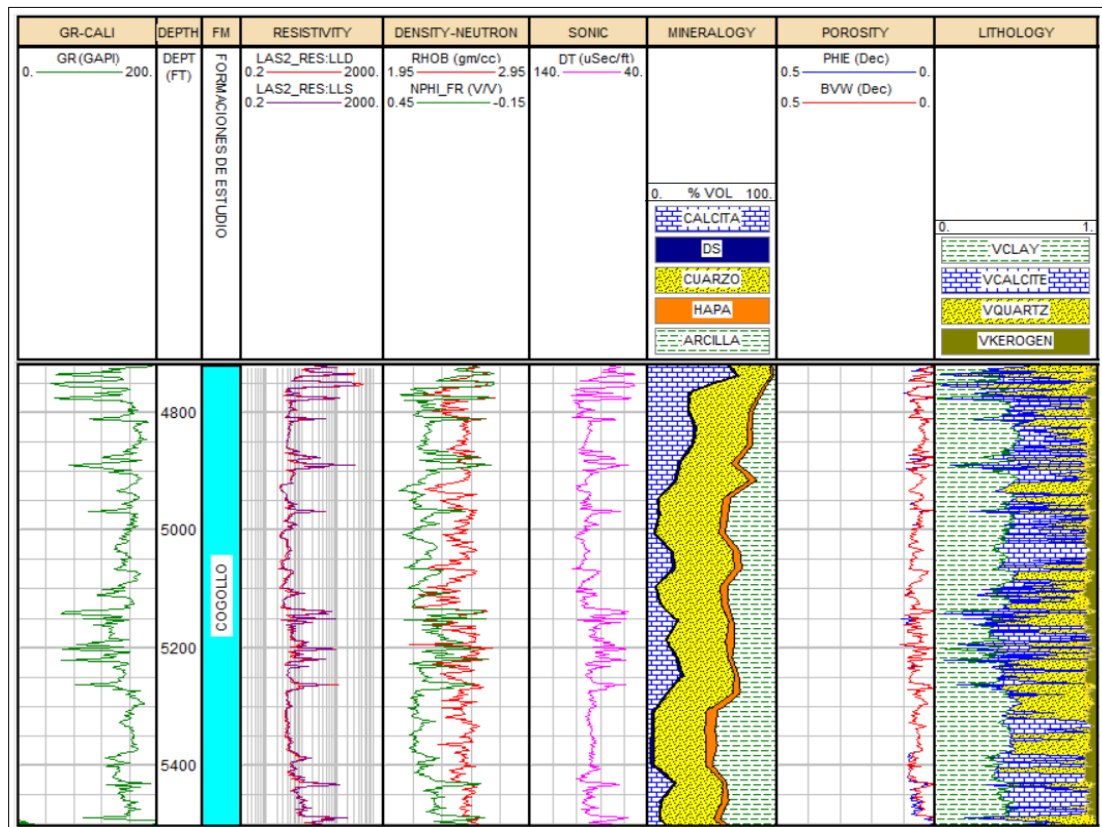 GR-CALI DEPTH FM RESISTIVITY DENSITY-NEUTRON SONIC MINERALOGY POROSITY LITHOLOGY
GR (GAPI)
0. 200.
DEPT
(FT)
FORMACIONES DE ESTUDIO
LAS2_RES:LLD
0.2 2000.
LAS2_RES:LLS
0.2 2000.
RHOB (gm/cc)
1.95 2.95
NPHI_FR (V/V)
0.45 -0.15
DT (uSec/ft)
140. 40.
0. % VOL 100.
CALCITA
DS
CUARZO
HAPA
ARCILLA
PHIE (Dec)
0.5 0.
BVW (Dec)
0.5 0.
0. 1.
VCLAY
VCALCITE
VQUARTZ
VKEROGEN
4800
5000
5200
5400
COGOLLO